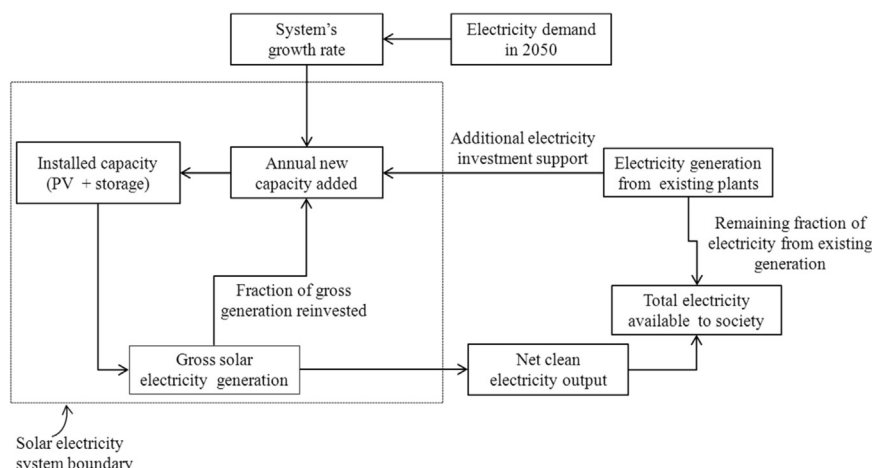 System's
growth rate
Electricity demand
in 2050
Installed capacity
(PV + storage)
Annual new
capacity added
Additional electricity
investment support
Electricity generation
from existing plants
Remaining fraction of
electricity from existing
generation
Fraction of gross
generation reinvested
Total electricity
available to society
Gross solar
electricity generation
Net clean
electricity output
Solar electricity
system boundary